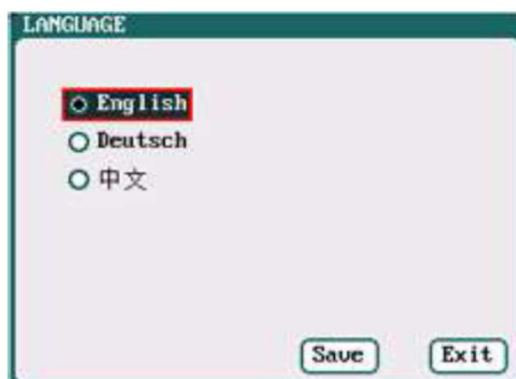 LANGUAGE
English
Deutsch
中文
Save Exit